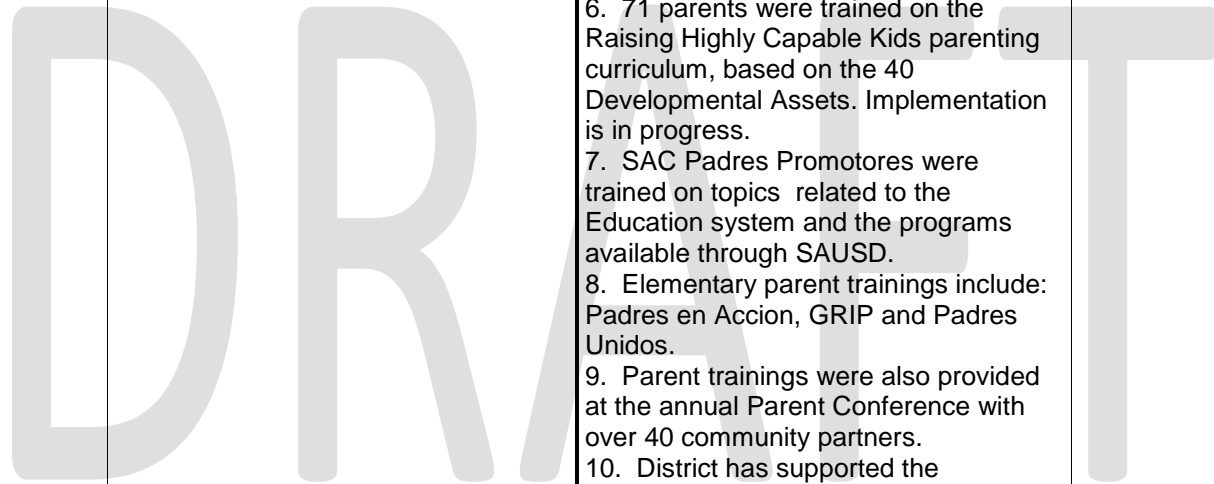 DRAFT
6. 71 parents were trained on the
Raising Highly Capable Kids parenting
curriculum, based on the 40
Developmental Assets. Implementation
is in progress.
7. SAC Padres Promotores were
trained on topics related to the
Education system and the programs
available through SAUSD.
8. Elementary parent trainings include:
Padres en Accion, GRIP and Padres
Unidos.
9. Parent trainings were also provided
at the annual Parent Conference with
over 40 community partners.
10. District has supported the